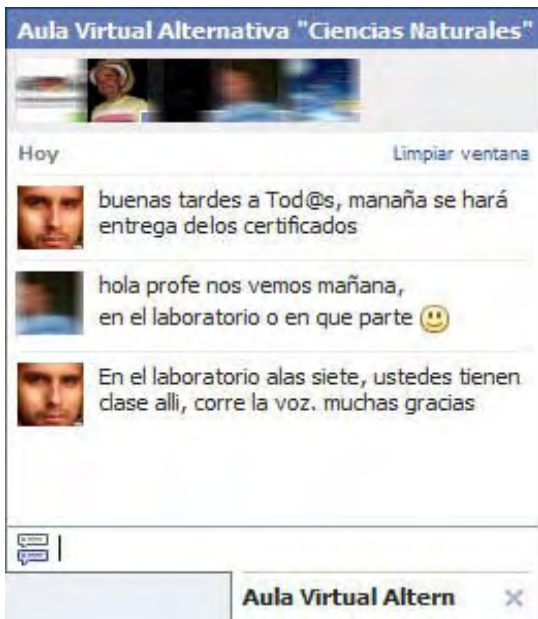 Aula Virtual Alternativa "Ciencias Naturales"
Hoy
Limpiar ventana
buenas tardes a Tod@s, manaña se hará
entrega delos certificados
hola profe nos vemos mañana,
en el laboratorio o en que parte
En el laboratorio alas siete, ustedes tienen
clase alli, corre la voz. muchas gracias
Aula Virtual Altern